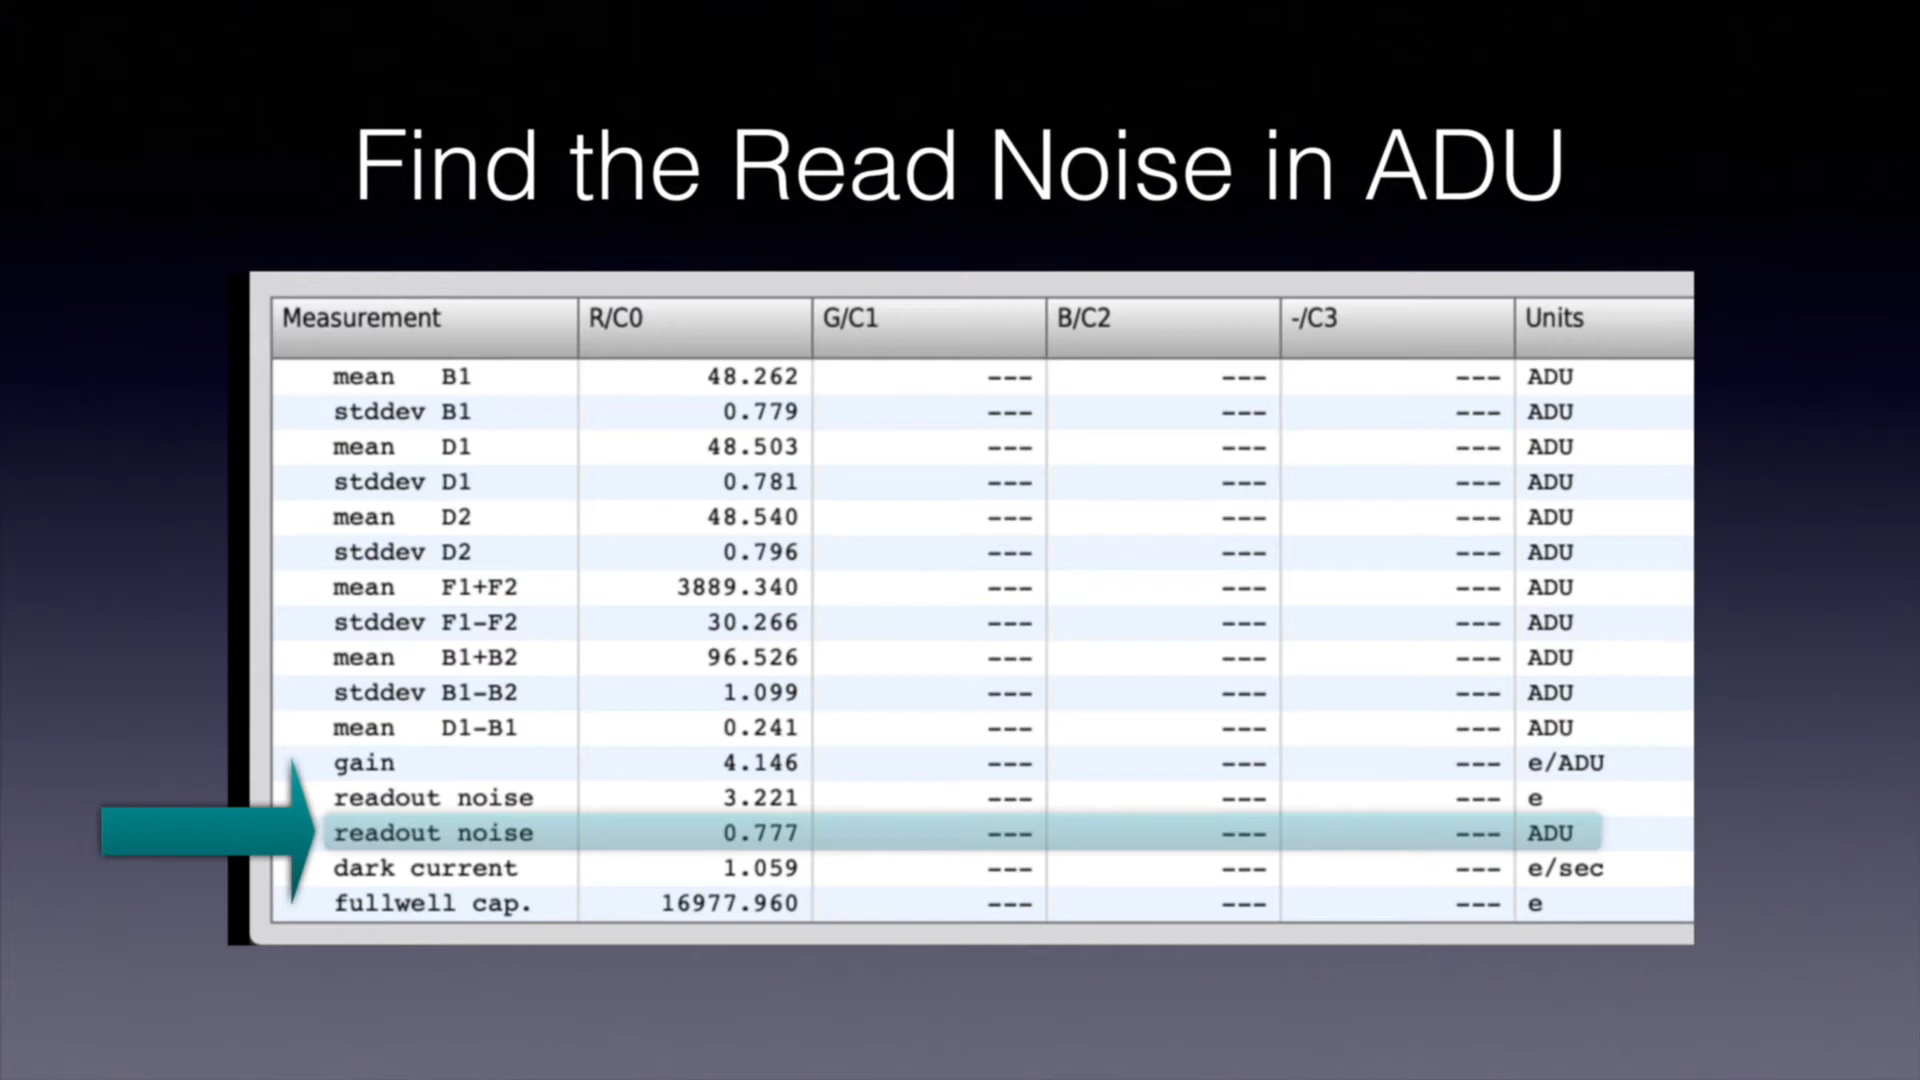 Find the Read Noise in ADU
Measurement R/C0 G/C1 B/C2 -/C3 Units
mean B1 48.262 --- --- --- ADU
stddev B1 0.779 --- --- --- ADU
mean D1 48.503 --- --- --- ADU
stddev D1 0.781 --- --- --- ADU
mean D2 48.540 --- --- --- ADU
stddev D2 0.796 --- --- --- ADU
mean F1+F2 3889.340 --- --- --- ADU
stddev F1-F2 30.266 --- --- --- ADU
mean B1+B2 96.526 --- --- --- ADU
stddev B1-B2 1.099 --- --- --- ADU
mean D1-B1 0.241 --- --- --- ADU
gain 4.146 --- --- --- e/ADU
readout noise 3.221 --- --- --- e
readout noise 0.777 --- --- --- ADU
dark current 1.059 --- --- --- e/sec
fullwell cap. 16977.960 --- --- --- e